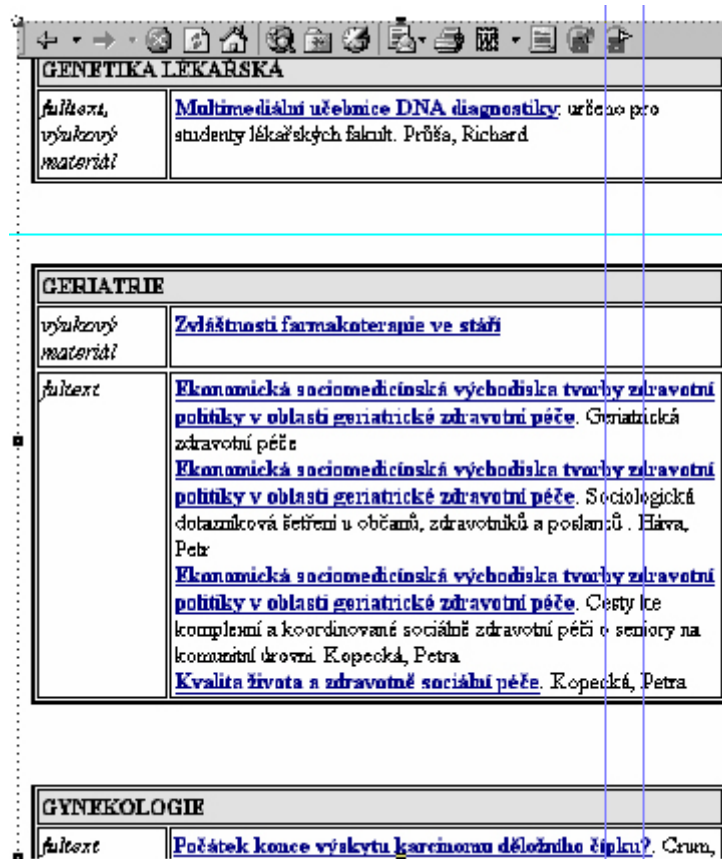 GENETIKA LÉKAŘSKÁ
fulltext,
výukový
materiál
Multimediální učebnice DNA diagnostiky: určeno pro
studenty lékařských fakult. Průša, Richard
GERIATRIE
výukový
materiál
Zvláštnosti farmakoterapie ve stáří
fultext
Ekonomická sociomedicínská východiska tvorby zdravotní
politiky v oblasti geriatrické zdravotní péče. Geriatrická
zdravotní péče
Ekonomická sociomedicínská východiska tvorby zdravotní
politiky v oblasti geriatrické zdravotní péče. Sociologická
dotazníková šetření u občanů, zdravotníků a poslanců . Háva,
Petr
Ekonomická sociomedicínská východiska tvorby zdravotní
politiky v oblasti geriatrické zdravotní péče. Cesty ke
komplexní a koordinované sociálně zdravotní péči o seniory na
komunitní úrovni. Kopecká, Petra
Kvalita života a zdravotně sociální péče. Kopecká, Petra
GYNEKOLOGIE
fultext
Počátek konce výskytu karcinomu děložního čípku?. Crum,